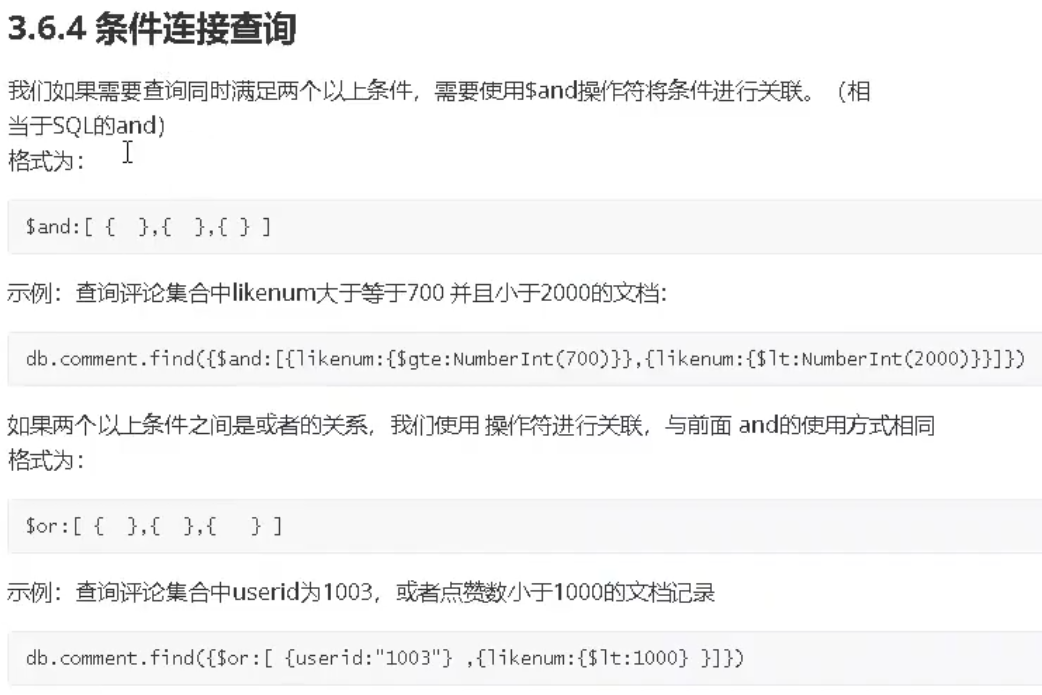 3.6.4 条件连接查询
我们如果需要查询同时满足两个以上条件，需要使用$and操作符将条件进行关联。（相
当于SQL的and）
格式为：
$and:[ {  },{  },{ } ]
示例：查询评论集合中likenum大于等于700 并且小于2000的文档：
db.comment.find({$and:[{likenum:{$gte:NumberInt(700)}},{likenum:{$lt:NumberInt(2000)}}]})
如果两个以上条件之间是或者的关系，我们使用 操作符进行关联，与前面 and的使用方式相同
格式为：
$or:[ {  },{  },{   } ]
示例：查询评论集合中userid为1003，或者点赞数小于1000的文档记录
db.comment.find({$or:[ {userid:"1003"} ,{likenum:{$lt:1000} }]})